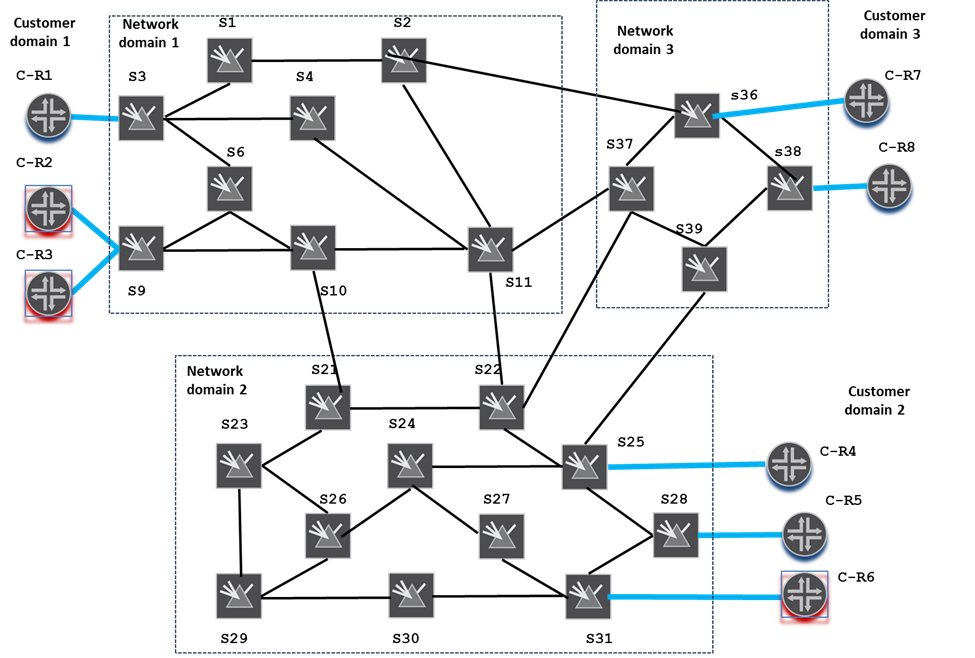 Customer
domain 1
Network
domain 1
S1
S2
Network
domain 3
Customer
domain 3
C-R1
S3
S4
s36
C-R7
C-R2
S6
S37
s38
C-R8
C-R3
S9
S10
S11
S39
Network
domain 2
S21
S22
Customer
domain 2
S23
S24
S25
C-R4
S26
S27
S28
C-R5
C-R6
S29
S30
S31